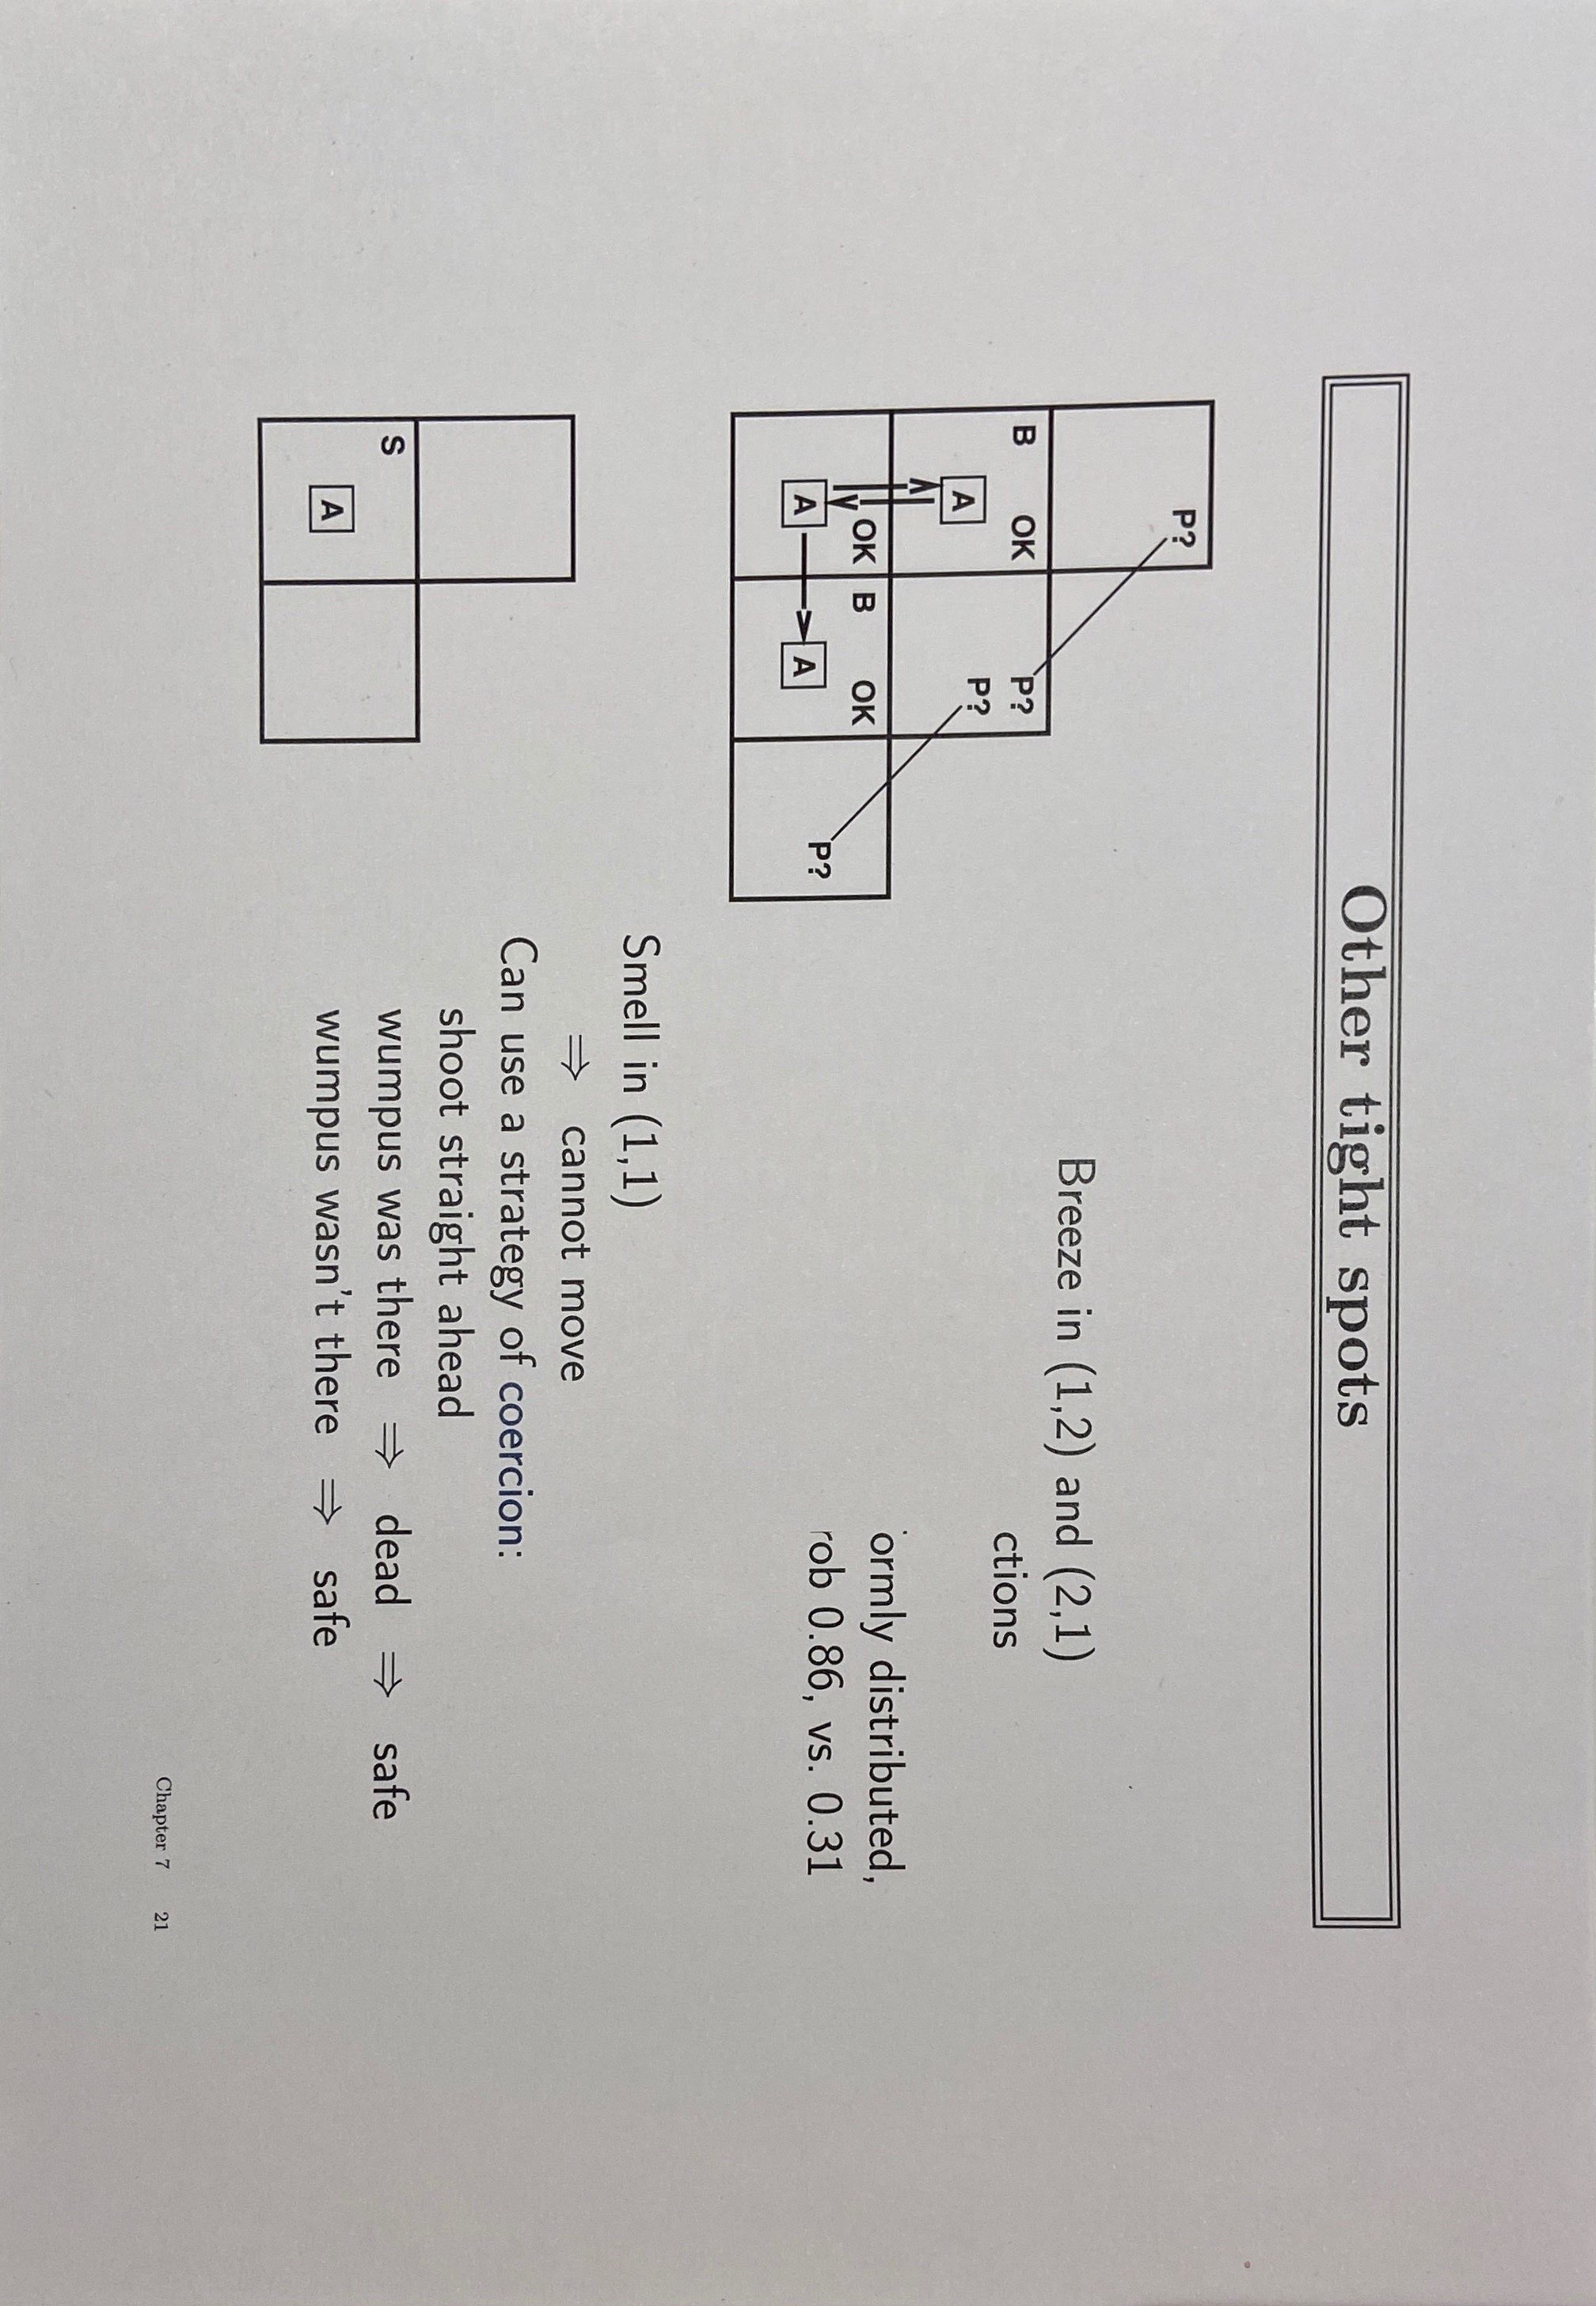 Other tight spots
P?
B OK P?
A P?
OK B OK
A A P?
Breeze in (1,2) and (2,1)
ctions
ormly distributed,
rob 0.86, vs. 0.31
S
A
Smell in (1,1)
⇒ cannot move
Can use a strategy of coercion:
shoot straight ahead
wumpus was there ⇒ dead ⇒ safe
wumpus wasn't there ⇒ safe
Chapter 7 21